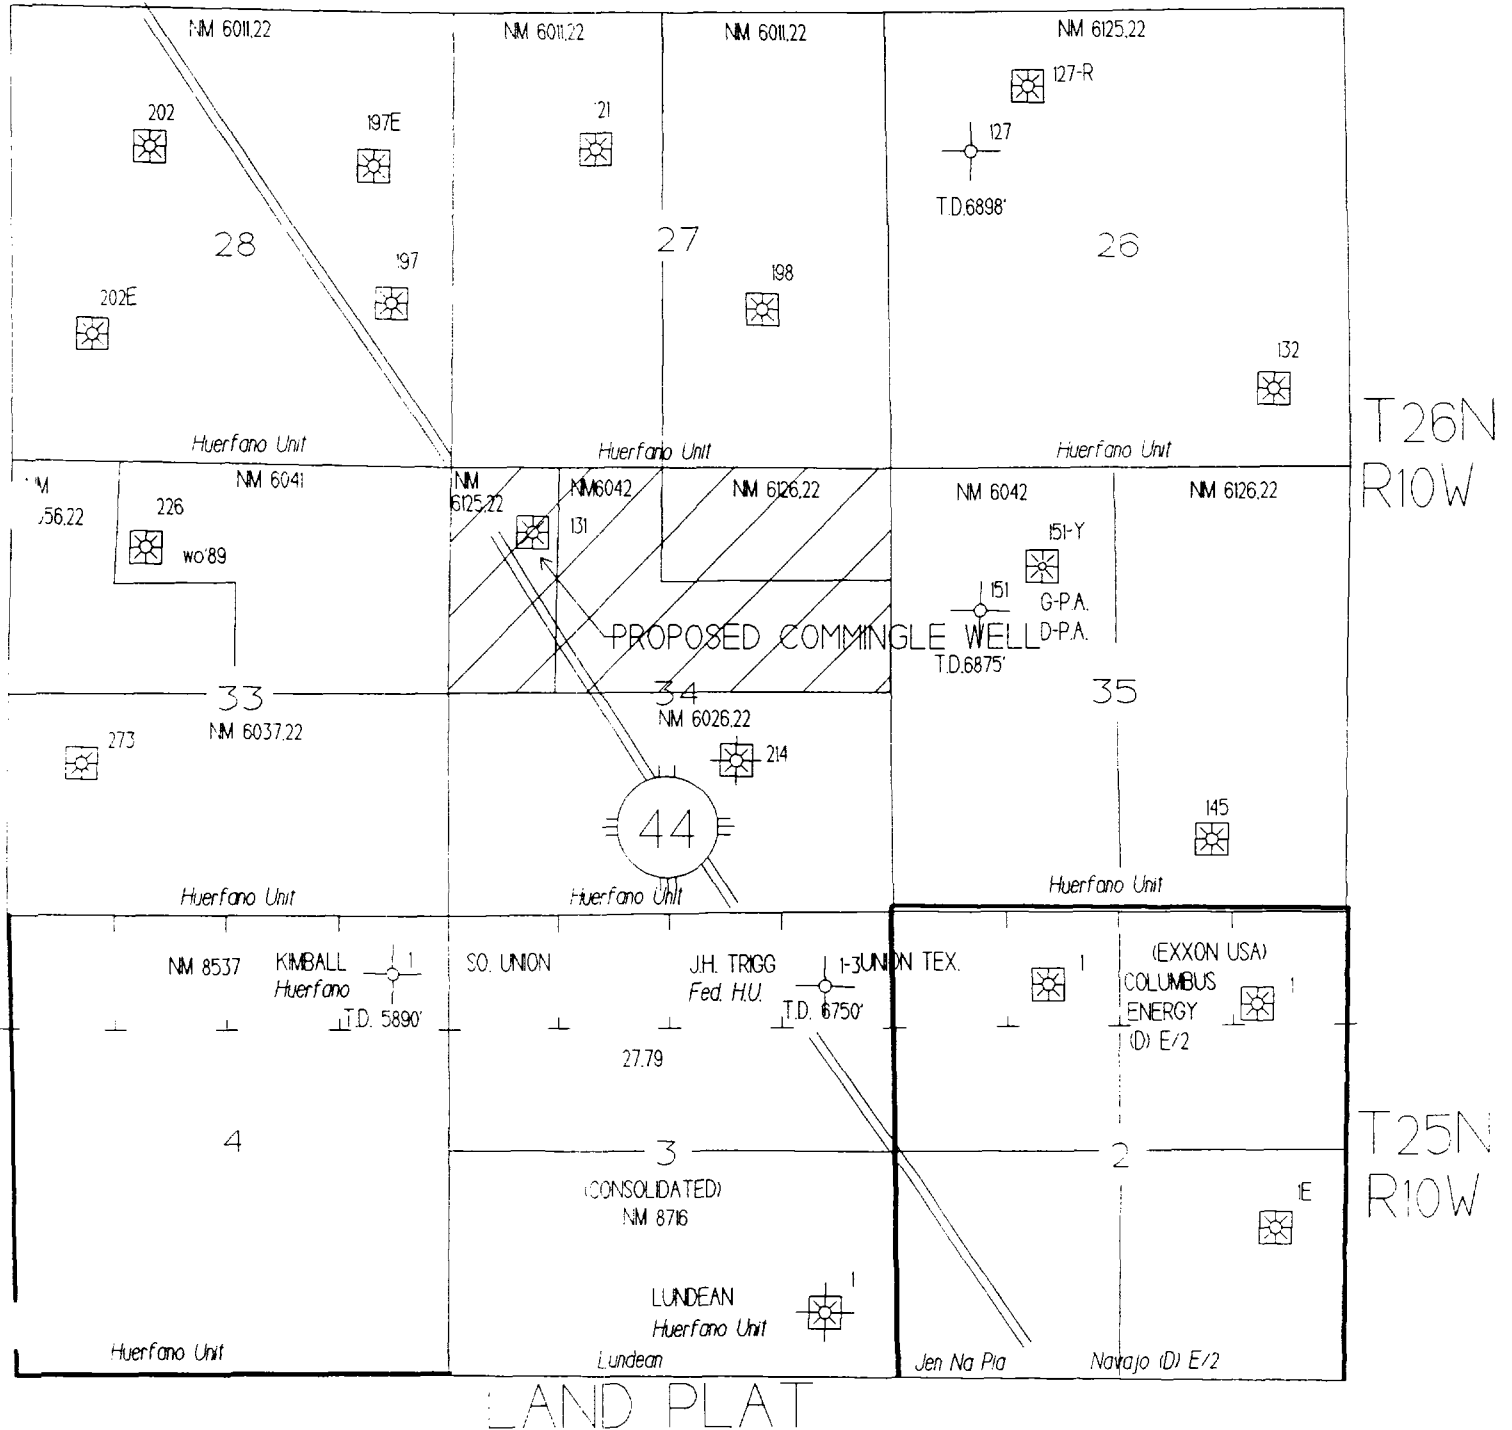 NM 6011,22
NM 6011,22
NM 6011,22
NM 6125,22
202
197E
21
127-R
127
T.D.6898'
28
27
26
202E
197
198
132
Huerfano Unit
Huerfano Unit
Huerfano Unit
T26N
R10W
NM 6041
NM
6125,22
NM6042
NM 6126,22
NM 6042
NM 6126,22
56,22
226
wo'89
131
151-Y
151
G-P.A.
D-P.A.
PROPOSED COMMINGLE WELL
T.D.6875'
33
34
35
NM 6037,22
NM 6026,22
273
214
44
145
Huerfano Unit
Huerfano Unit
Huerfano Unit
NM 8537
KIMBALL
Huerfano
1
T.D. 5890'
SO. UNION
J.H. TRIGG
Fed. H.U.
1-3
UNION TEX.
T.D. 6750'
1
(EXXON USA)
COLUMBUS
ENERGY
(D) E/2
1
27.79
4
3
2
T25N
R10W
(CONSOLIDATED)
NM 8716
1E
LUNDEAN
Huerfano Unit
1
Huerfano Unit
Lundean
Jen Na Pia
Navajo (D) E/2
LAND PLAT